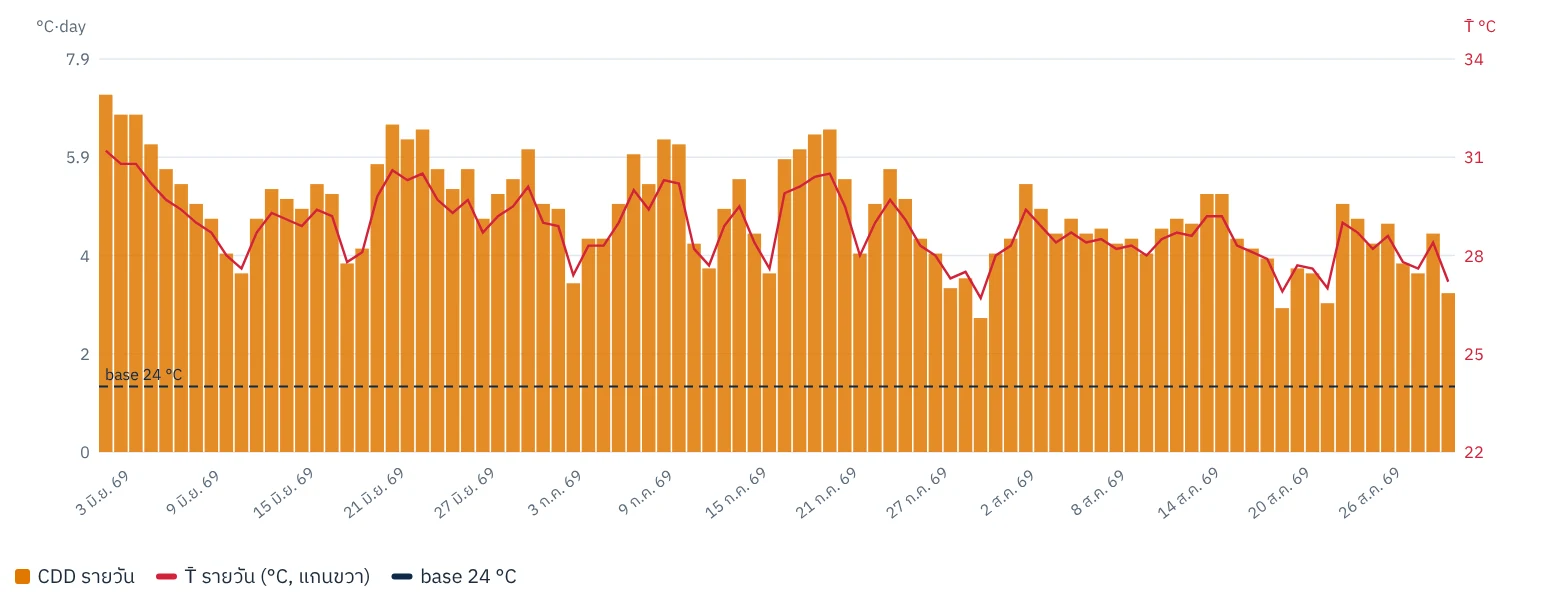 °C·day
T̄ °C
7.9
34
5.9
31
4
28
2
25
base 24 °C
0
22
3 มิ.ย. 69
9 มิ.ย. 69
15 มิ.ย. 69
21 มิ.ย. 69
27 มิ.ย. 69
3 ก.ค. 69
9 ก.ค. 69
15 ก.ค. 69
21 ก.ค. 69
27 ก.ค. 69
2 ส.ค. 69
8 ส.ค. 69
14 ส.ค. 69
20 ส.ค. 69
26 ส.ค. 69
CDD รายวัน T̄ รายวัน (°C, แกนขวา) base 24 °C